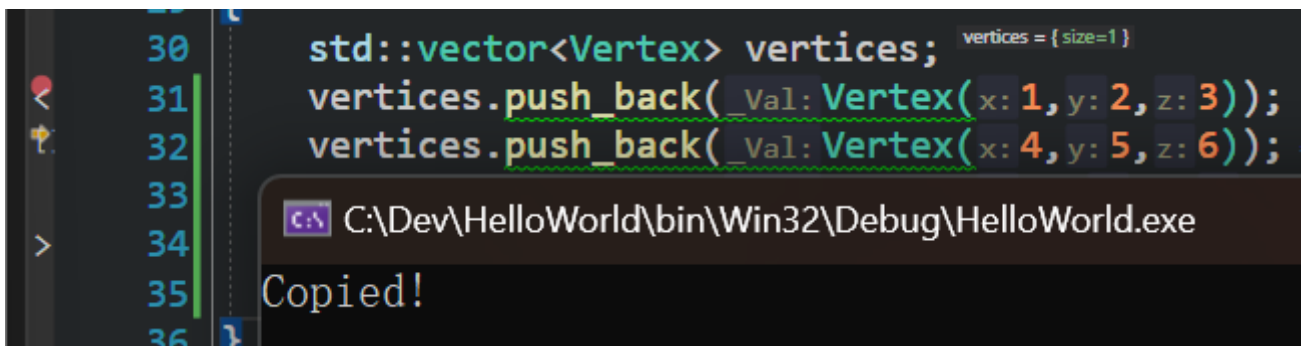 30 std::vector<Vertex> vertices; vertices = { size=1 }
31 vertices.push_back( _Val: Vertex( x: 1, y: 2, z: 3));
32 vertices.push_back( _Val: Vertex( x: 4, y: 5, z: 6));
33
C:\ C:\Dev\HelloWorld\bin\Win32\Debug\HelloWorld.exe
34
35 Copied!
36 }